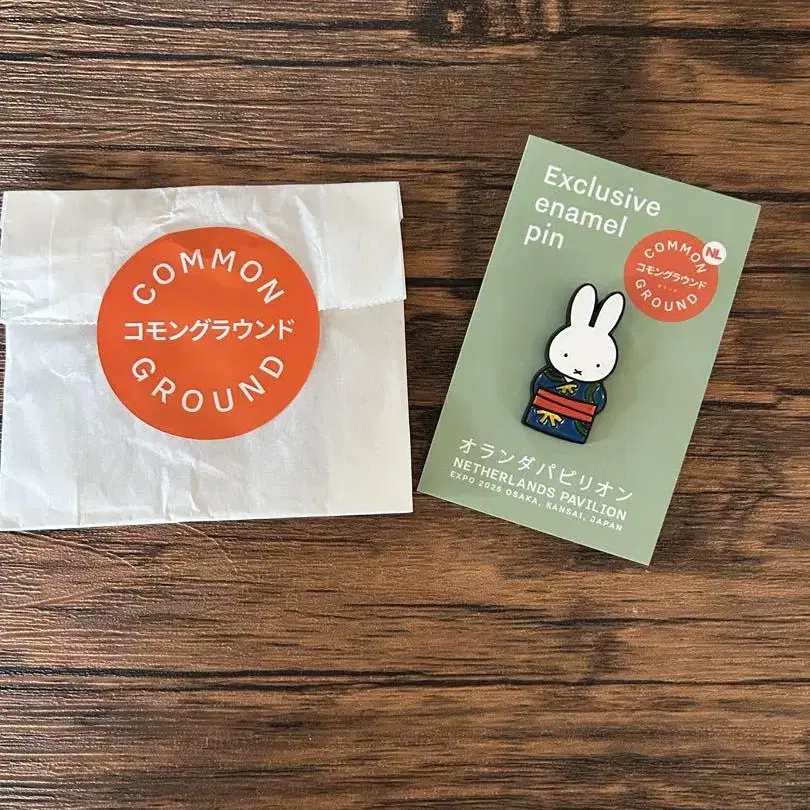 COMMON
コモングラウンド
GROUND
Exclusive
enamel
pin
NL
COMMON
コモングラウンド
GROUND
オランダパビリオン
NETHERLANDS PAVILION
EXPO 2025 OSAKA, KANSAI, JAPAN